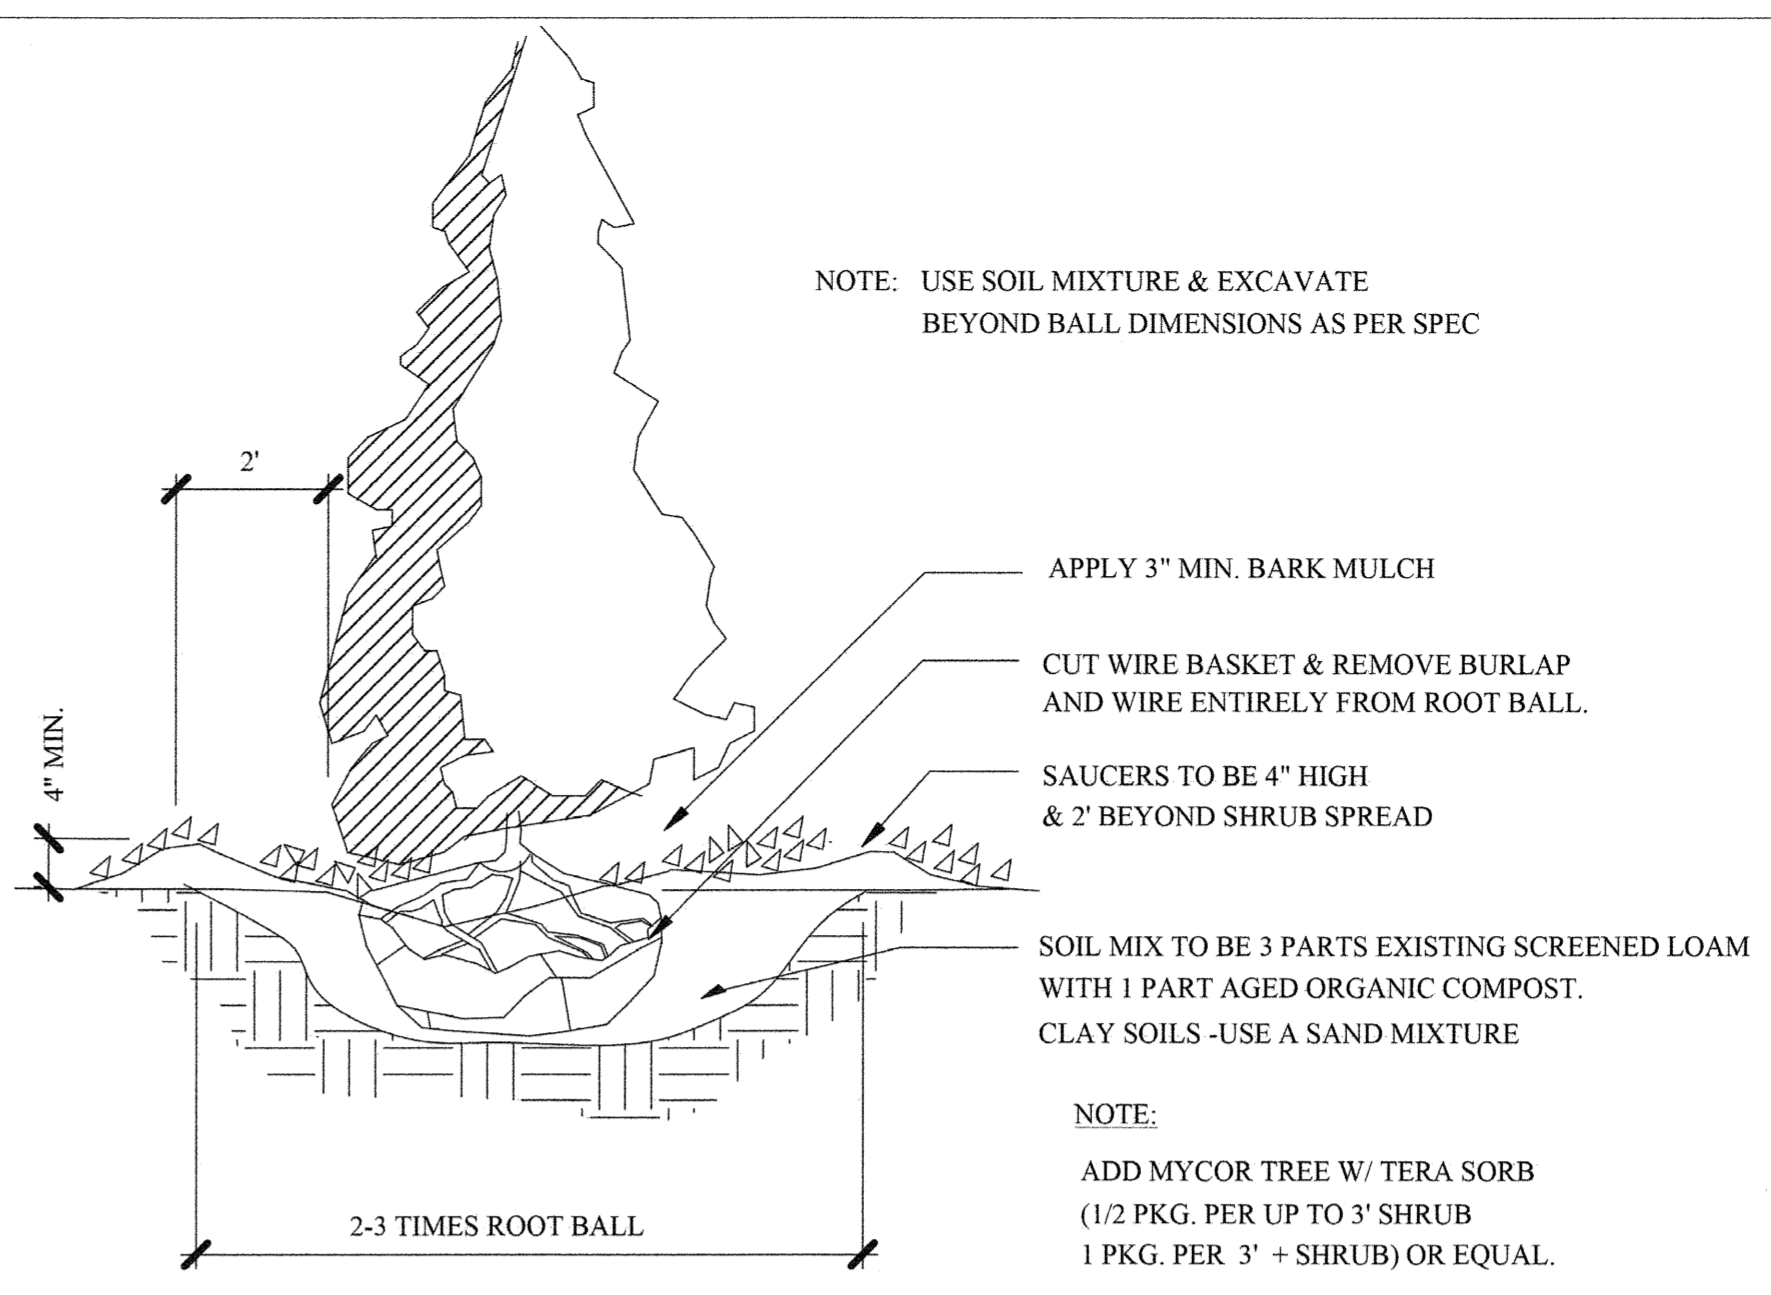 NOTE: USE SOIL MIXTURE & EXCAVATE
BEYOND BALL DIMENSIONS AS PER SPEC
2'
APPLY 3" MIN. BARK MULCH
CUT WIRE BASKET & REMOVE BURLAP
AND WIRE ENTIRELY FROM ROOT BALL.
4" MIN.
SAUCERS TO BE 4" HIGH
& 2' BEYOND SHRUB SPREAD
SOIL MIX TO BE 3 PARTS EXISTING SCREENED LOAM
WITH 1 PART AGED ORGANIC COMPOST.
CLAY SOILS -USE A SAND MIXTURE
NOTE:
ADD MYCOR TREE W/ TERA SORB
(1/2 PKG. PER UP TO 3' SHRUB
1 PKG. PER 3' + SHRUB) OR EQUAL.
2-3 TIMES ROOT BALL